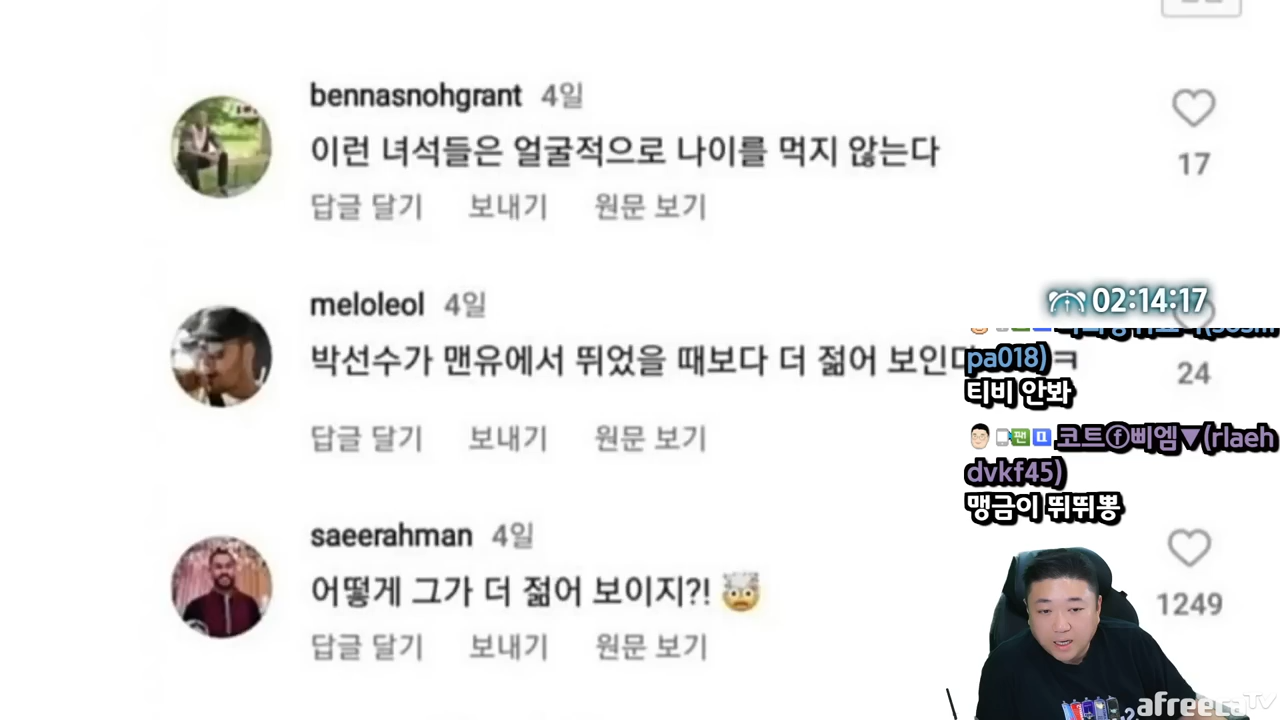 bennasnohgrant 4일
이런 녀석들은 얼굴적으로 나이를 먹지 않는다
17
답글 달기 보내기 원문 보기
meloleol 4일
02:14:17
박선수가 맨유에서 뛰었을 때보다 더 젊어 보인다
24
답글 달기 보내기 원문 보기
pa018)
티비 안봐
팬 코트ⓕ삐엠▼(rlaeh
dvkf45)
맹금이 뛰뛰뽕
saeerahman 4일
어떻게 그가 더 젊어 보이지?! 🤯
1249
답글 달기 보내기 원문 보기
afreecaTV